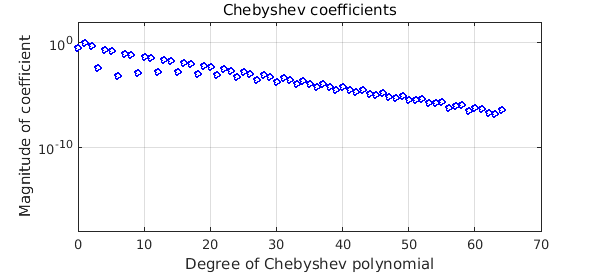 Chebyshev coefficients
Magnitude of coefficient
10^0
10^-10
0 10 20 30 40 50 60 70
Degree of Chebyshev polynomial